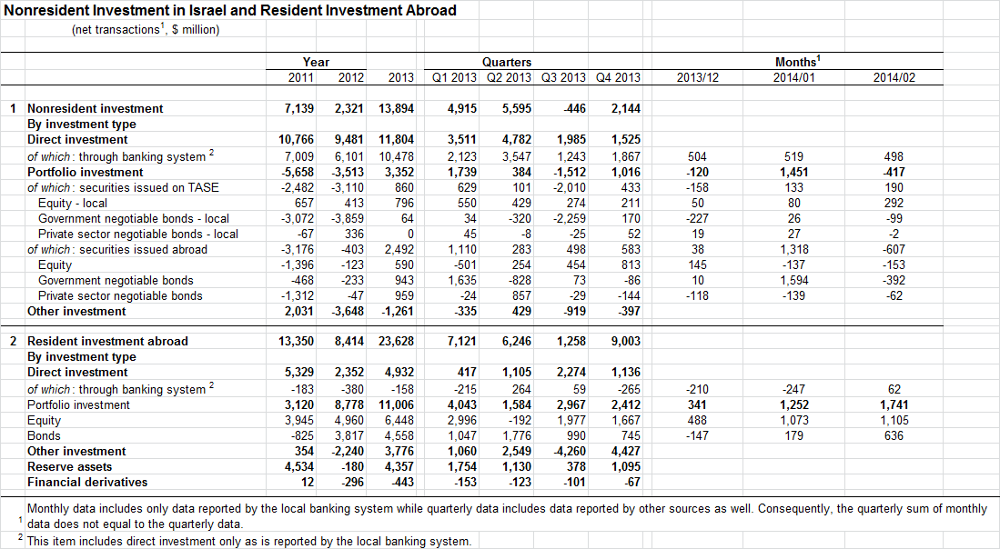 Nonresident Investment in Israel and Resident Investment Abroad
(net transactions1, $ million)
Year Quarters Months1
2011 2012 2013 Q1 2013 Q2 2013 Q3 2013 Q4 2013 2013/12 2014/01 2014/02
1 Nonresident investment 7,139 2,321 13,894 4,915 5,595 -446 2,144
By investment type
Direct investment 10,766 9,481 11,804 3,511 4,782 1,985 1,525
of which: through banking system 2 7,009 6,101 10,478 2,123 3,547 1,243 1,867 504 519 498
Portfolio investment -5,658 -3,513 3,352 1,739 384 -1,512 1,016 -120 1,451 -417
of which: securities issued on TASE -2,482 -3,110 860 629 101 -2,010 433 -158 133 190
Equity - local 657 413 796 550 429 274 211 50 80 292
Government negotiable bonds - local -3,072 -3,859 64 34 -320 -2,259 170 -227 26 -99
Private sector negotiable bonds - local -67 336 0 45 -8 -25 52 19 27 -2
of which: securities issued abroad -3,176 -403 2,492 1,110 283 498 583 38 1,318 -607
Equity -1,396 -123 590 -501 254 454 813 145 -137 -153
Government negotiable bonds -468 -233 943 1,635 -828 73 -86 10 1,594 -392
Private sector negotiable bonds -1,312 -47 959 -24 857 -29 -144 -118 -139 -62
Other investment 2,031 -3,648 -1,261 -335 429 -919 -397
2 Resident investment abroad 13,350 8,414 23,628 7,121 6,246 1,258 9,003
By investment type
Direct investment 5,329 2,352 4,932 417 1,105 2,274 1,136
of which: through banking system 2 -183 -380 -158 -215 264 59 -265 -210 -247 62
Portfolio investment 3,120 8,778 11,006 4,043 1,584 2,967 2,412 341 1,252 1,741
Equity 3,945 4,960 6,448 2,996 -192 1,977 1,667 488 1,073 1,105
Bonds -825 3,817 4,558 1,047 1,776 990 745 -147 179 636
Other investment 354 -2,240 3,776 1,060 2,549 -4,260 4,427
Reserve assets 4,534 -180 4,357 1,754 1,130 378 1,095
Financial derivatives 12 -296 -443 -153 -123 -101 -67
Monthly data includes only data reported by the local banking system while quarterly data includes data reported by other sources as well. Consequently, the quarterly sum of monthly
1 data does not equal to the quarterly data.
2 This item includes direct investment only as is reported by the local banking system.